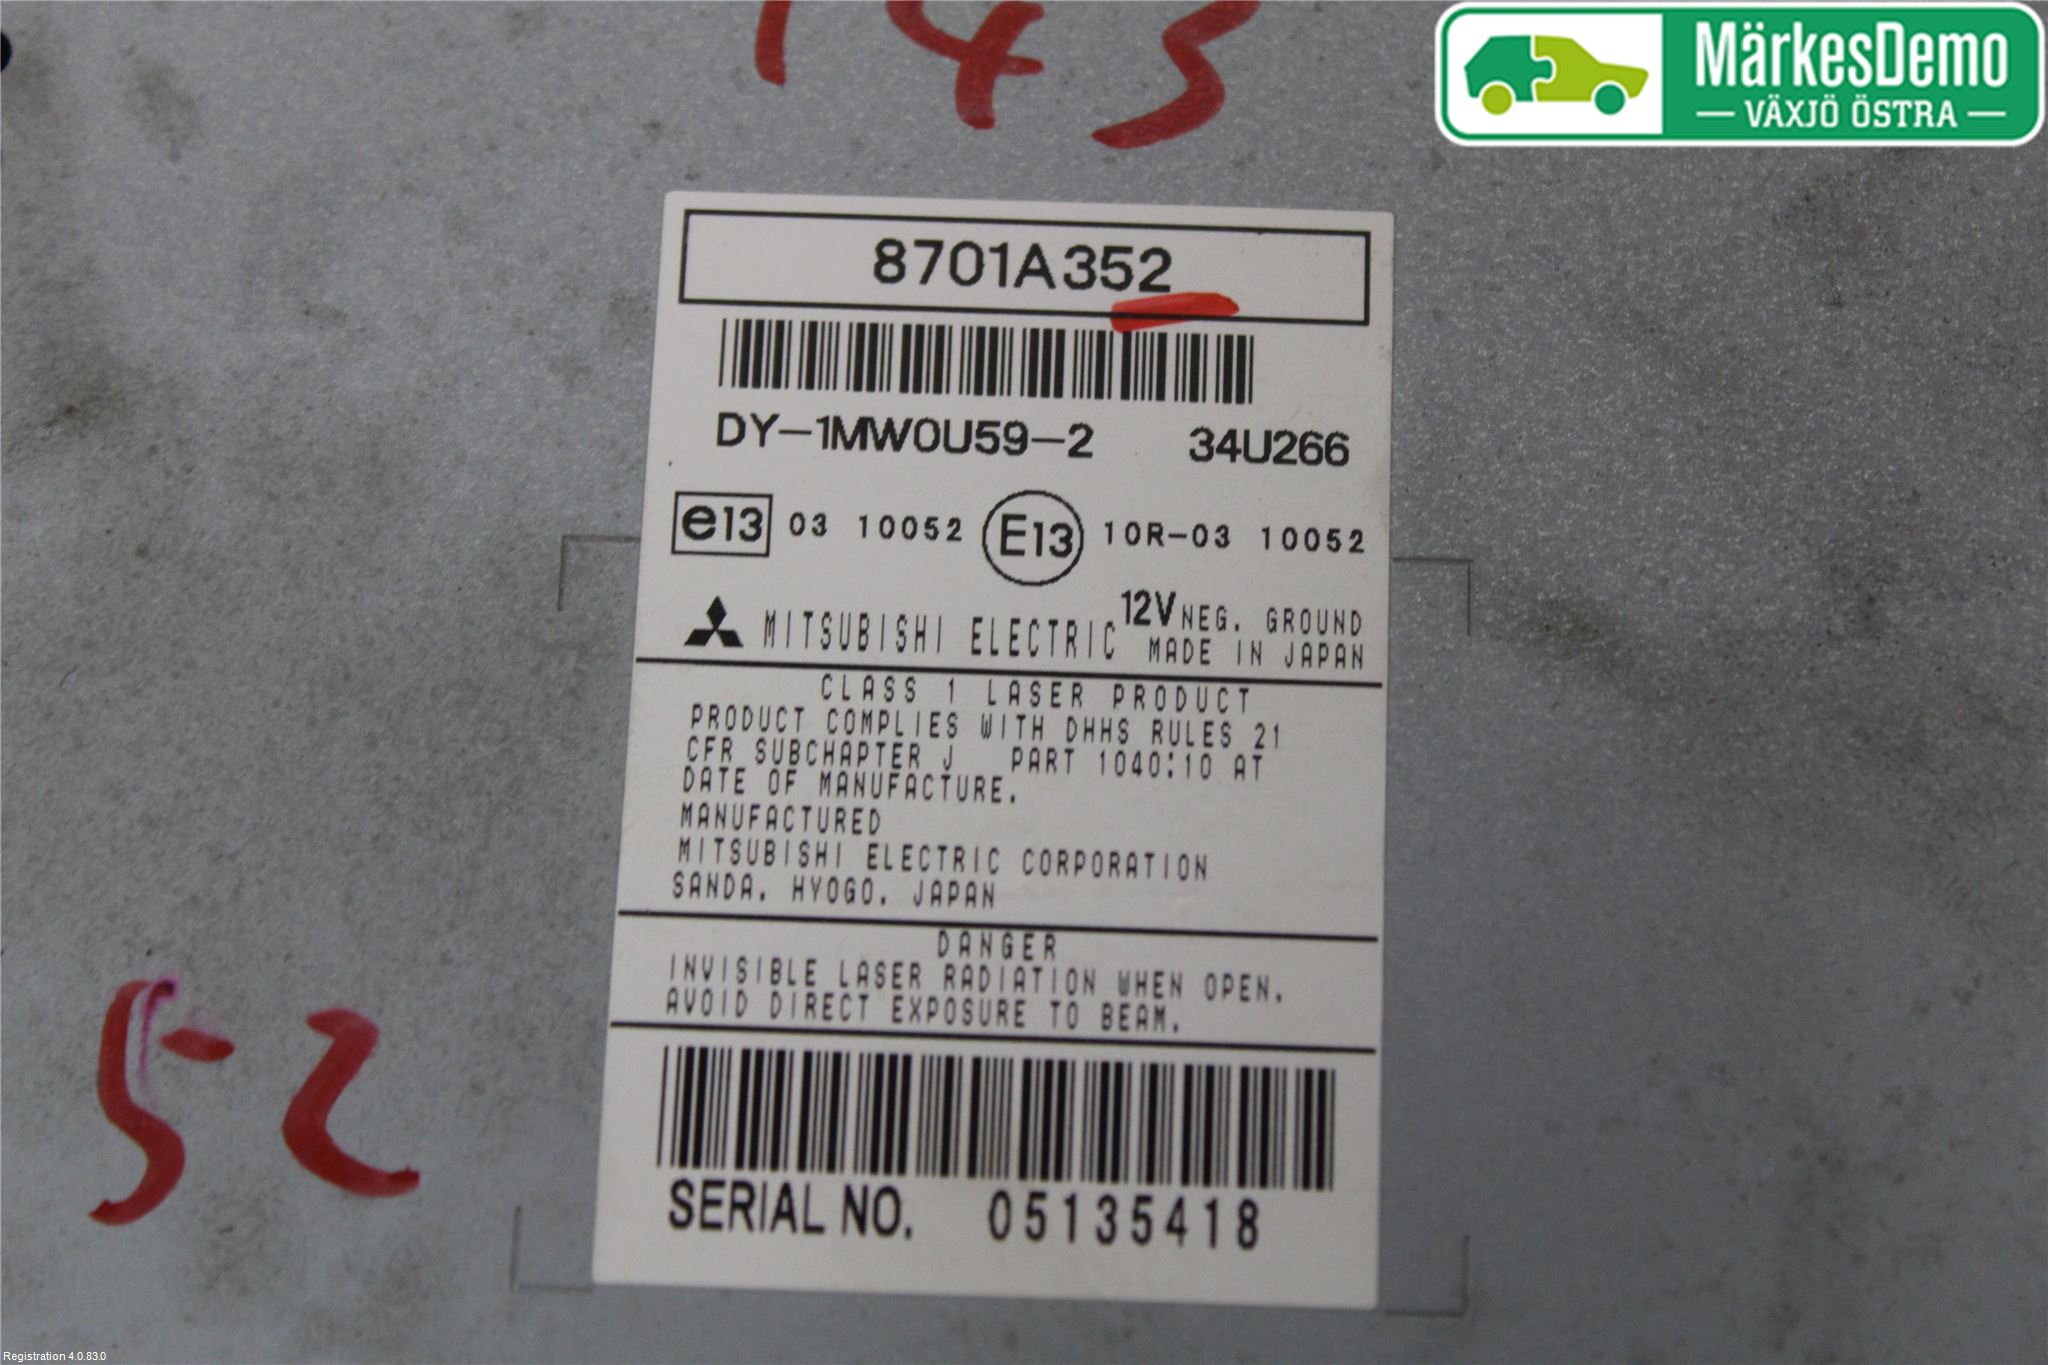 143
MärkesDemo
VÄXJÖ ÖSTRA
8701A352
DY-1MW0U59-2 34U266
e13 03 10052 E13 10R-03 10052
MITSUBISHI ELECTRIC 12V NEG. GROUND
MADE IN JAPAN
CLASS 1 LASER PRODUCT
PRODUCT COMPLIES WITH DHHS RULES 21
CFR SUBCHAPTER J PART 1040:10 AT
DATE OF MANUFACTURE.
MANUFACTURED
MITSUBISHI ELECTRIC CORPORATION
SANDA. HYOGO. JAPAN
DANGER
INVISIBLE LASER RADIATION WHEN OPEN.
AVOID DIRECT EXPOSURE TO BEAM.
52
SERIAL NO. 05135418
Registration 4.0.83.0